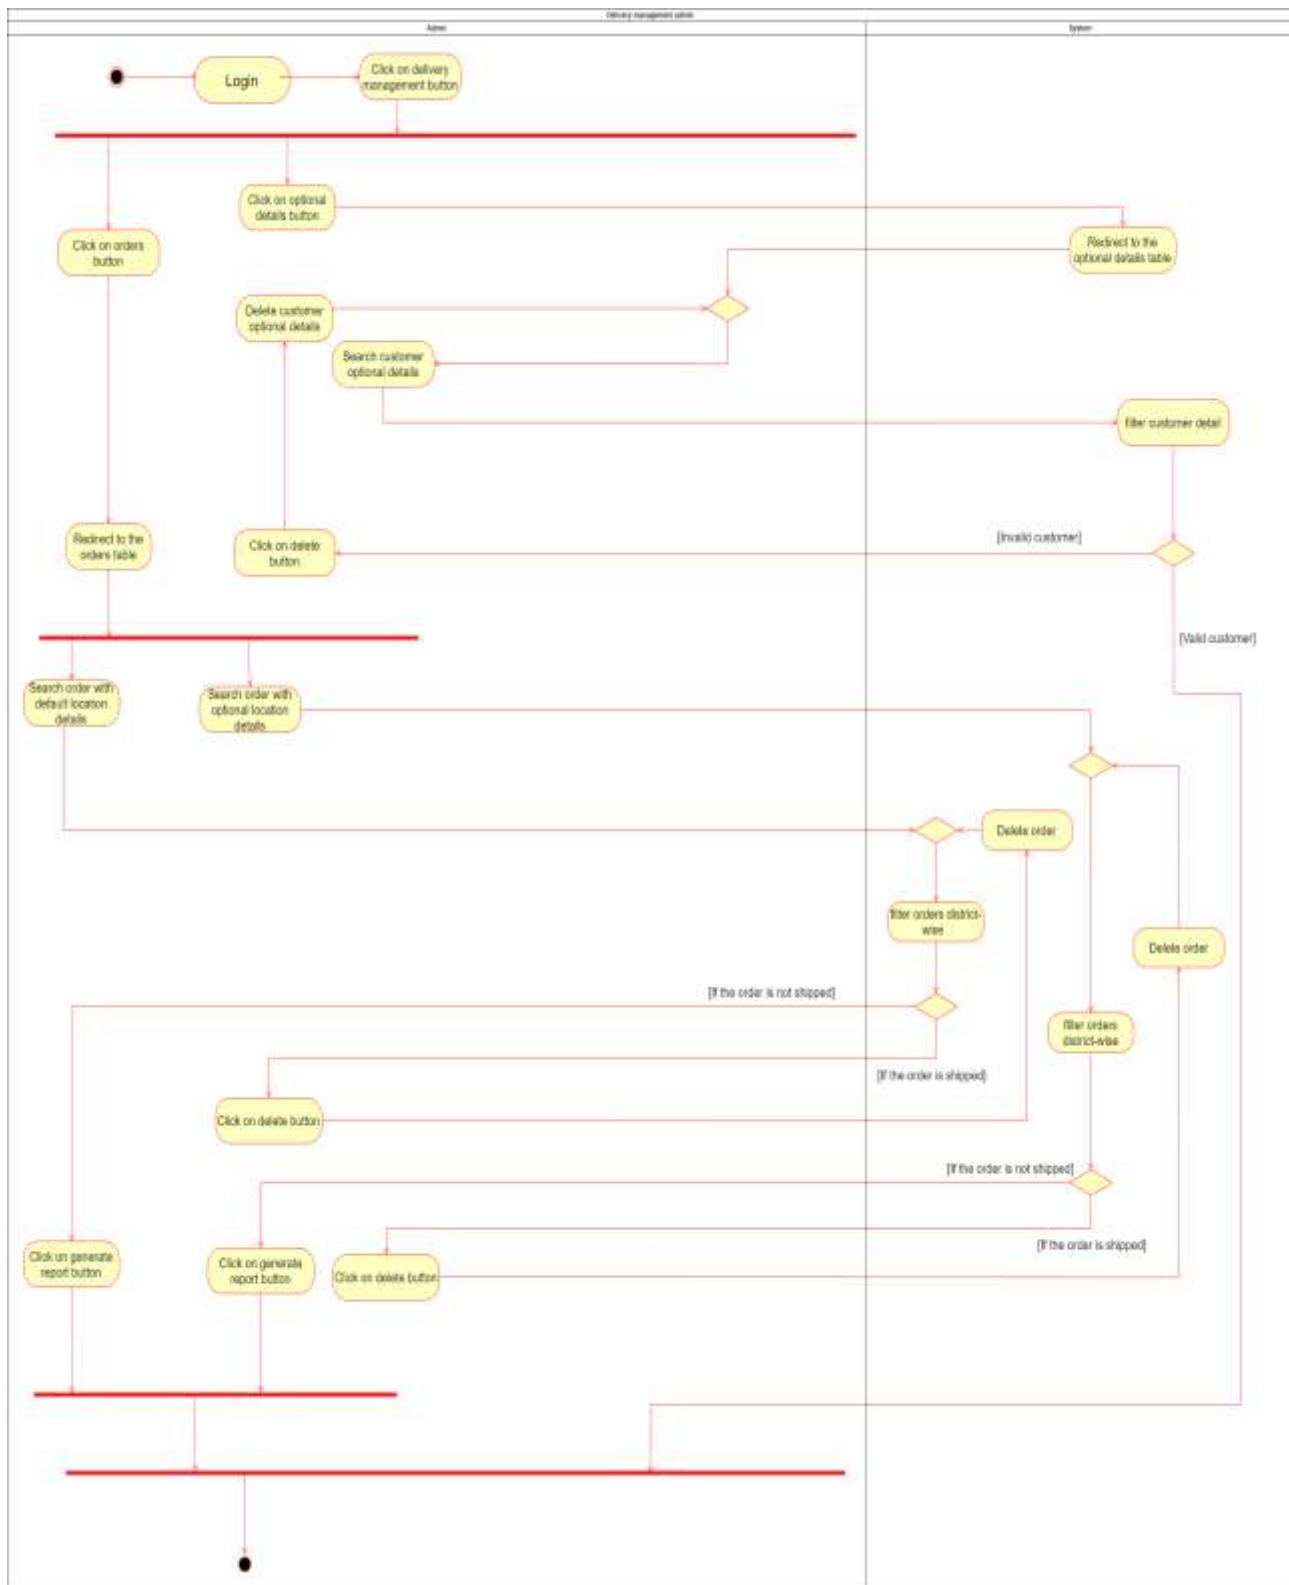 Delivery management admin
Admin
System
Login
Click on delivery
management button
Click on optional
details button
Click on orders
button
Redirect to the
optional details table
Delete customer
optional details
Search customer
optional details
filter customer detail
Redirect to the
orders table
Click on delete
button
[Invalid customer]
[Valid customer]
Search order with
default location
details
Search order with
optional location
details
Delete order
filter orders district-
wise
Delete order
[If the order is not shipped]
filter orders
district-wise
[If the order is shipped]
Click on delete button
[If the order is not shipped]
[If the order is shipped]
Click on generate
report button
Click on generate
report button
Click on delete button